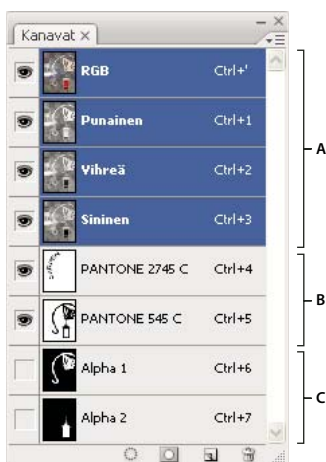 Kanavat ×
RGB Ctrl+'
Punainen Ctrl+1
A
Vihreä Ctrl+2
Sininen Ctrl+3
PANTONE 2745 C Ctrl+4
B
PANTONE 545 C Ctrl+5
Alpha 1 Ctrl+6
C
Alpha 2 Ctrl+7